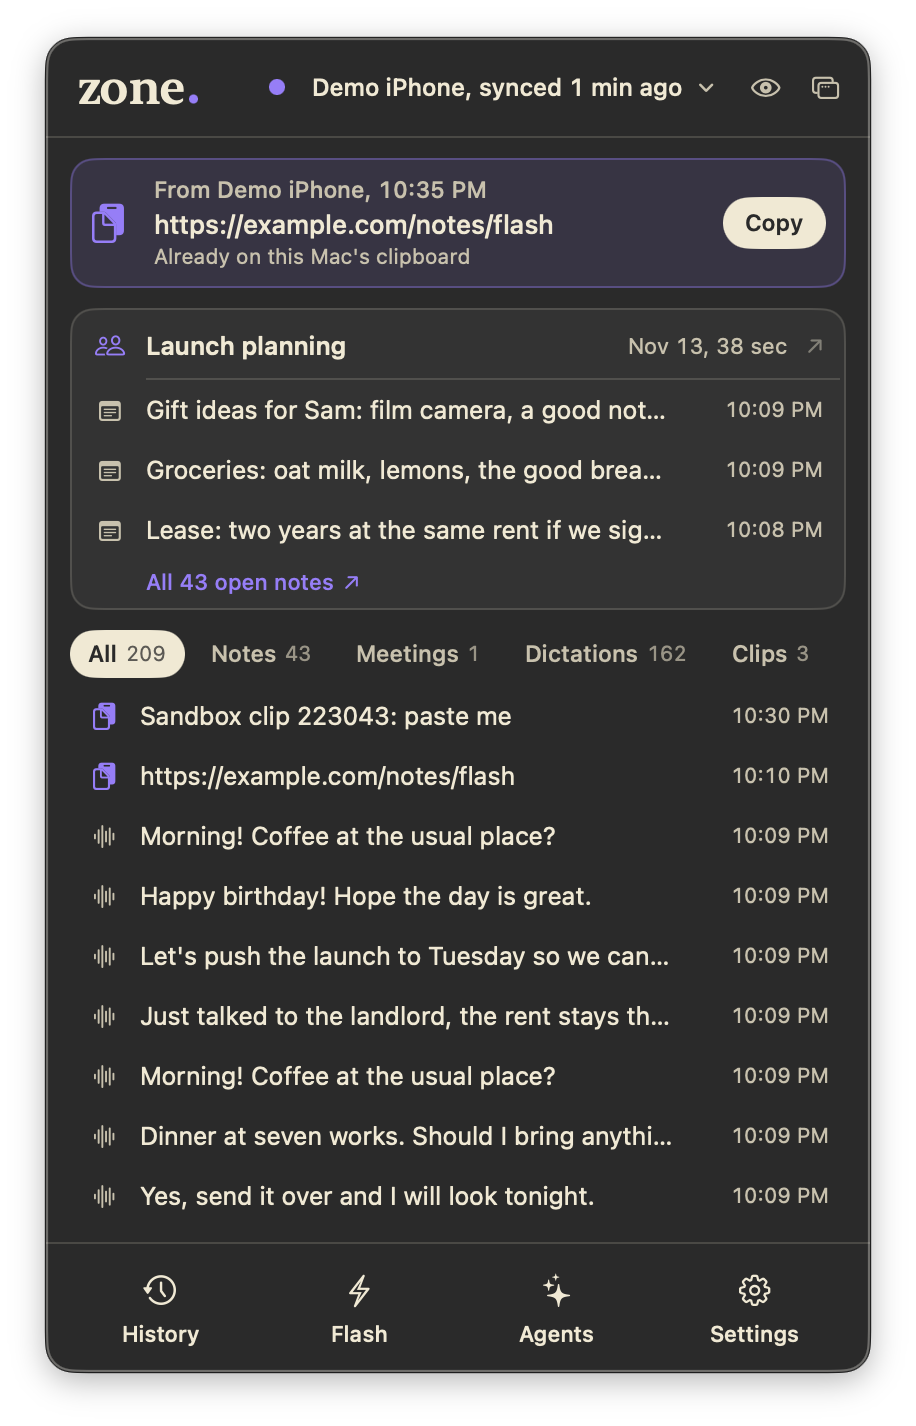 zone.
Demo iPhone, synced 1 min ago
From Demo iPhone, 10:35 PM
https://example.com/notes/flash
Already on this Mac's clipboard
Copy
Launch planning
Nov 13, 38 sec
Gift ideas for Sam: film camera, a good not...
10:09 PM
Groceries: oat milk, lemons, the good brea...
10:09 PM
Lease: two years at the same rent if we sig...
10:08 PM
All 43 open notes
All 209
Notes 43
Meetings 1
Dictations 162
Clips 3
Sandbox clip 223043: paste me
10:30 PM
https://example.com/notes/flash
10:10 PM
Morning! Coffee at the usual place?
10:09 PM
Happy birthday! Hope the day is great.
10:09 PM
Let's push the launch to Tuesday so we can...
10:09 PM
Just talked to the landlord, the rent stays th...
10:09 PM
Morning! Coffee at the usual place?
10:09 PM
Dinner at seven works. Should I bring anythi...
10:09 PM
Yes, send it over and I will look tonight.
10:09 PM
History
Flash
Agents
Settings